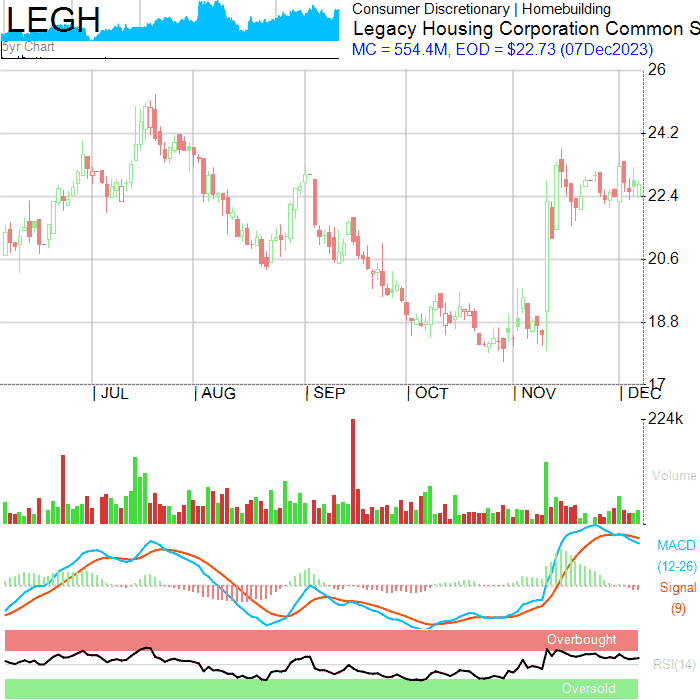 LEGH
5yr Chart
Consumer Discretionary | Homebuilding
Legacy Housing Corporation Common S
MC = 554.4M, EOD = $22.73 (07Dec2023)
26
24.2
22.4
20.6
18.8
17
| JUL | AUG | SEP | OCT | NOV | DEC
224k
Volume
MACD
(12-26)
Signal
(9)
Overbought
RSI(14)
Oversold